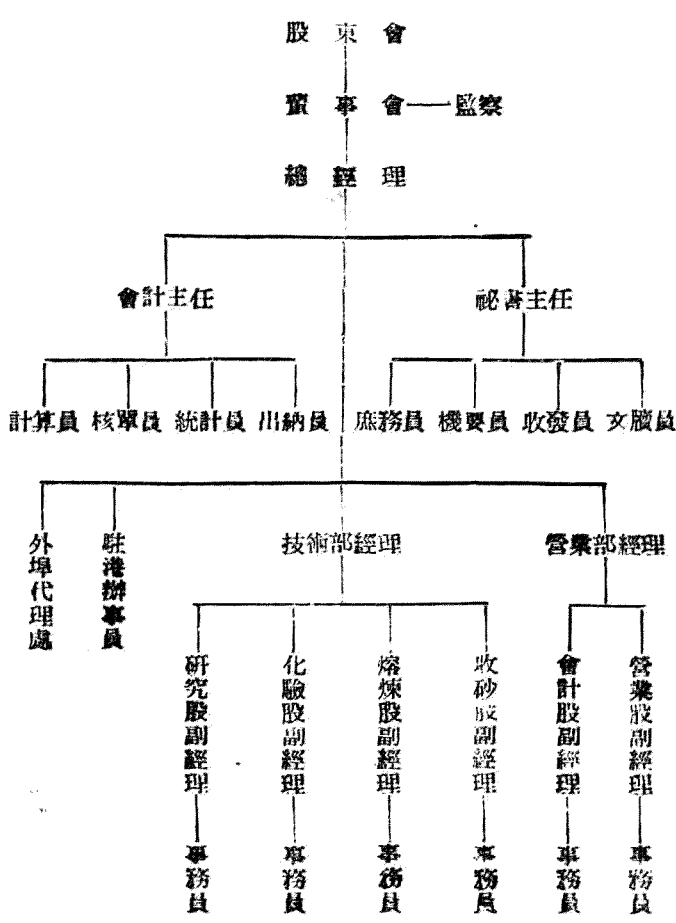 股東會
董事會──監察
總經理
會計主任
祕書主任
計算員
核單員
統計員
出納員
庶務員
機要員
收發員
文牘員
外埠代理處
駐港辦事員
技術部經理
營業部經理
研究股副經理
化驗股副經理
熔煉股副經理
收砂股副經理
會計股副經理
營業股副經理
事務員
事務員
事務員
事務員
事務員
事務員